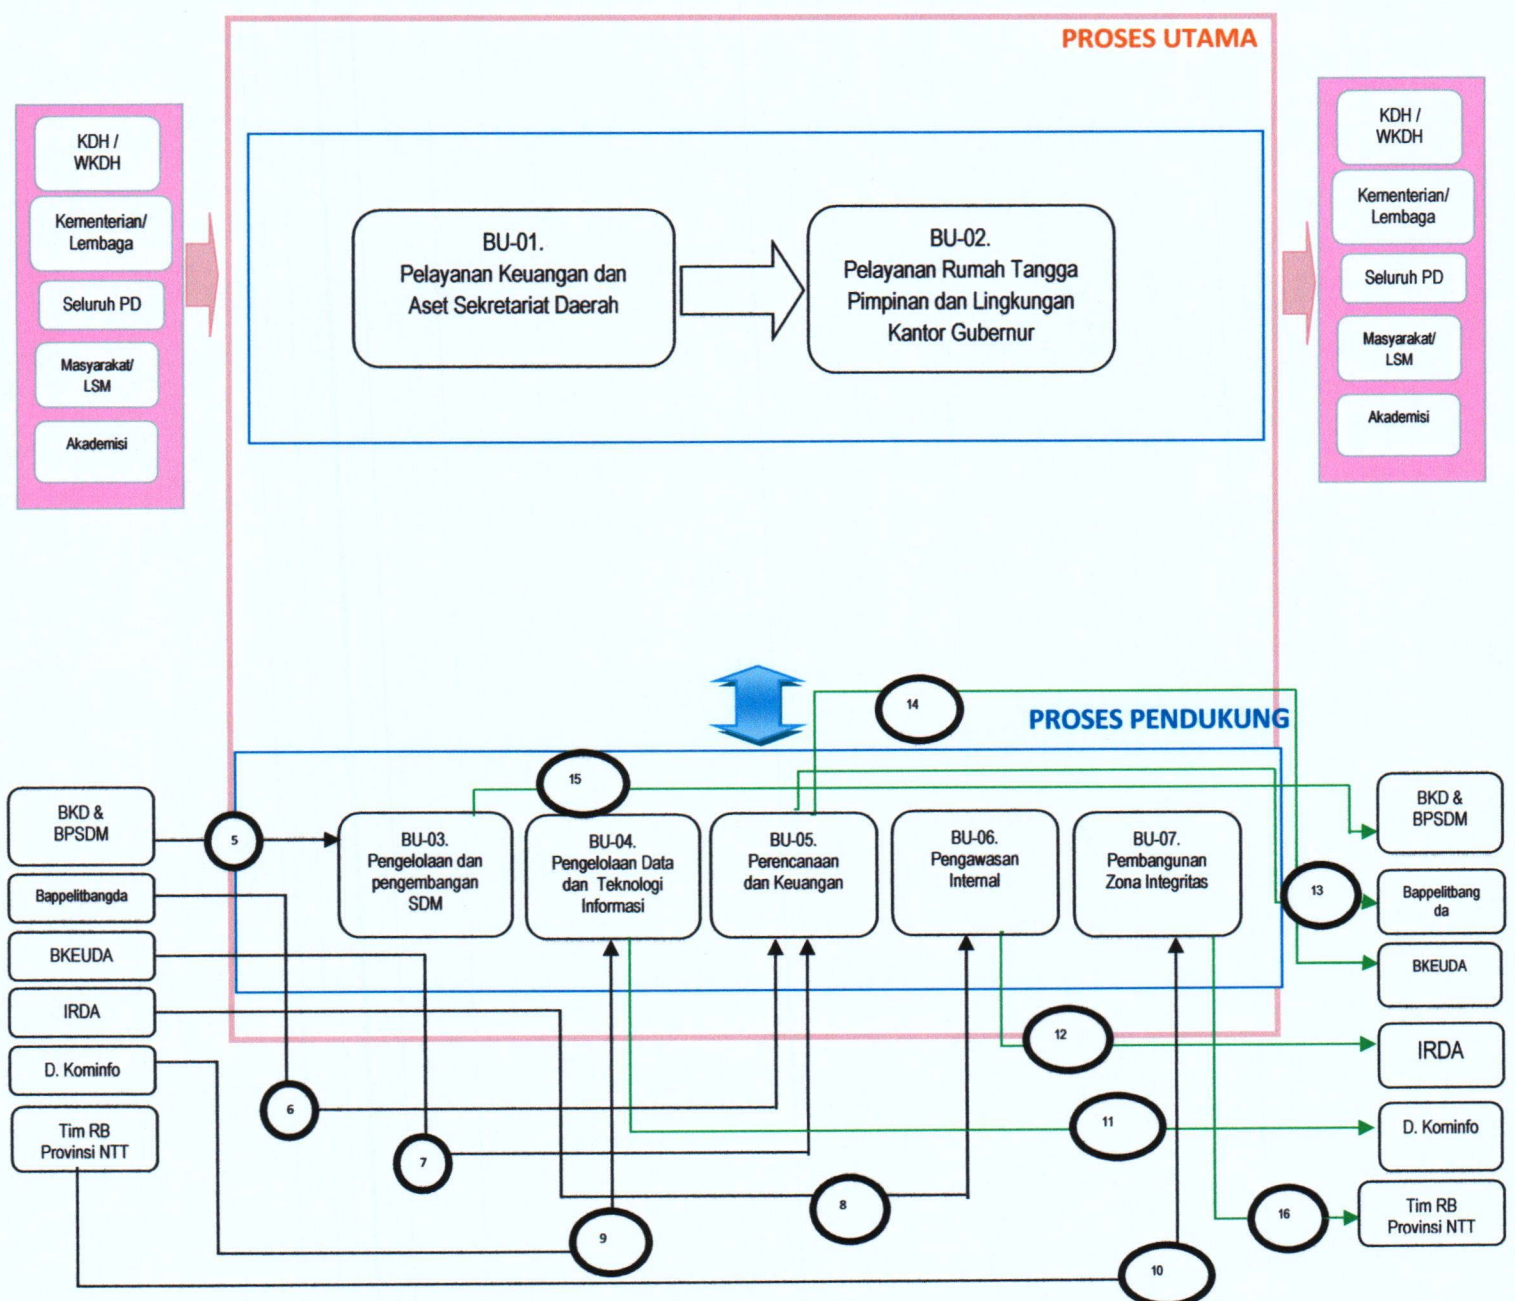 PROSES UTAMA
KDH /
WKDH
Kementerian/
Lembaga
Seluruh PD
Masyarakat/
LSM
Akademisi
BU-01.
Pelayanan Keuangan dan
Aset Sekretariat Daerah
BU-02.
Pelayanan Rumah Tangga
Pimpinan dan Lingkungan
Kantor Gubernur
KDH /
WKDH
Kementerian/
Lembaga
Seluruh PD
Masyarakat/
LSM
Akademisi
14
PROSES PENDUKUNG
15
BKD &
BPSDM
Bappelitbangda
BKEUDA
IRDA
D. Kominfo
Tim RB
Provinsi NTT
5
BU-03.
Pengelolaan dan
pengembangan
SDM
BU-04.
Pengelolaan Data
dan Teknologi
Informasi
BU-05.
Perencanaan
dan Keuangan
BU-06.
Pengawasan
Internal
BU-07.
Pembangunan
Zona Integritas
13
BKD &
BPSDM
Bappelitbang
da
BKEUDA
IRDA
D. Kominfo
Tim RB
Provinsi NTT
12
6
11
7
8
16
9
10